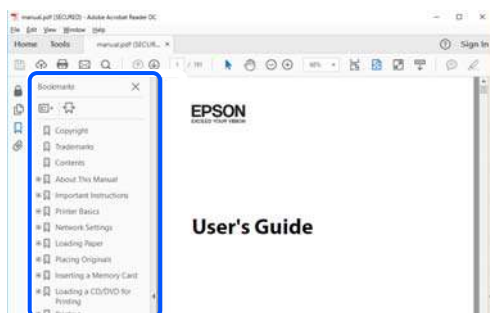 manual.pdf (SECURED) - Adobe Acrobat Reader DC
File Edit View Window Help
Home Tools manual.pdf (SECUR... × Sign In
1 / 191
Bookmarks
Copyright
Trademarks
Contents
About This Manual
Important Instructions
Printer Basics
Network Settings
Loading Paper
Placing Originals
Inserting a Memory Card
Loading a CD/DVD for
Printing
EPSON
EXCEED YOUR VISION
User's Guide